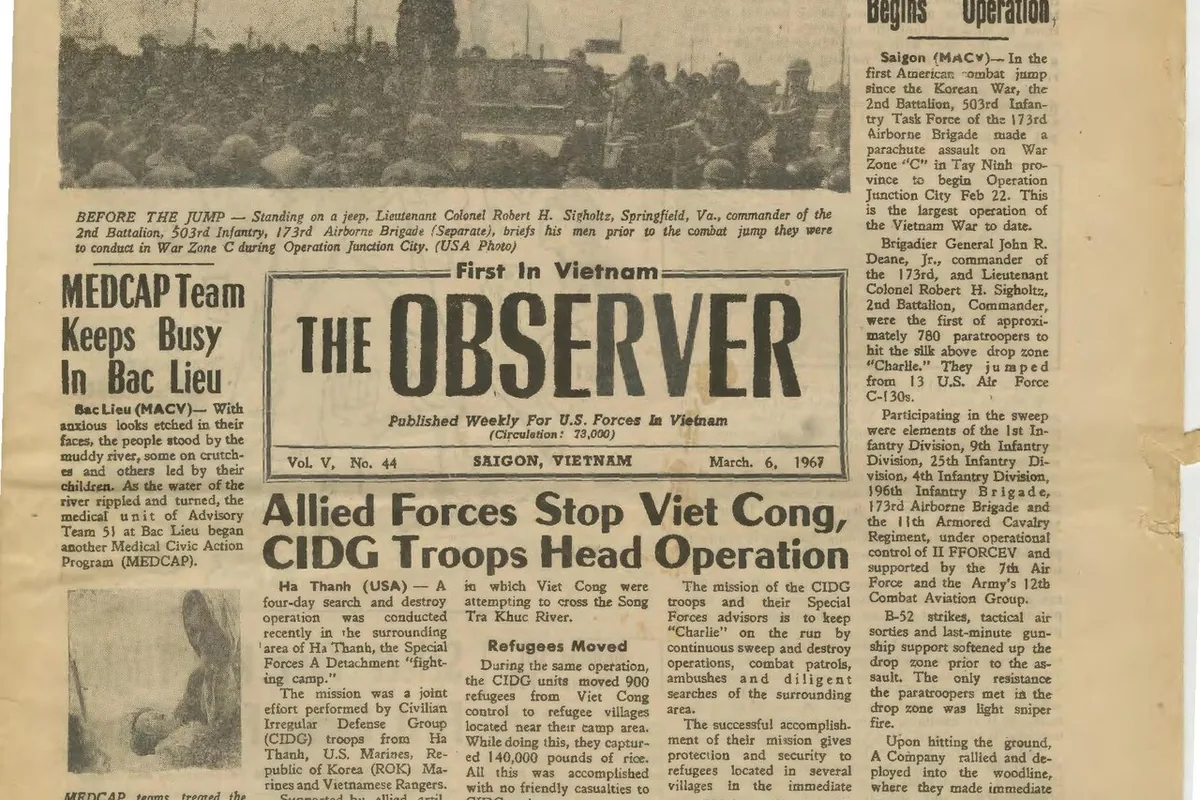 Begins Operation,
Saigon (MACV)— In the
first American combat jump
since the Korean War, the
2nd Battalion, 503rd Infan-
try Task Force of the 173rd
Airborne Brigade made a
parachute assault on War
Zone "C" in Tay Ninh pro-
vince to begin Operation
Junction City Feb 22. This
is the largest operation of
the Vietnam War to date.
Brigadier General John R.
Deane, Jr., commander of
the 173rd, and Lieutenant
Colonel Robert H. Sigholtz,
2nd Battalion, Commander,
were the first of approxi-
mately 780 paratroopers to
hit the silk above drop zone
"Charlie." They jumped
from 13 U.S. Air Force
C-130s.
Participating in the sweep
were elements of the 1st In-
fantry Division, 9th Infantry
Division, 25th Infantry Di-
vision, 4th Infantry Division,
196th Infantry Brigade,
173rd Airborne Brigade and
the 11th Armored Cavalry
Regiment, under operational
control of II FFORCEV and
supported by the 7th Air
Force and the Army's 12th
Combat Aviation Group.
B-52 strikes, tactical air
sorties and last-minute gun-
ship support softened up the
drop zone prior to the as-
sault. The only resistance
the paratroopers met in the
drop zone was light sniper
fire.
Upon hitting the ground,
A Company rallied and de-
ployed into the woodline,
where they made immediate
BEFORE THE JUMP — Standing on a jeep, Lieutenant Colonel Robert H. Sigholtz, Springfield, Va., commander of the
2nd Battalion, 503rd Infantry, 173rd Airborne Brigade (Separate), briefs his men prior to the combat jump they were
to conduct in War Zone C during Operation Junction City. (USA Photo)
MEDCAP Team
Keeps Busy
In Bac Lieu
Bac Lieu (MACV)— With
anxious looks etched in their
faces, the people stood by the
muddy river, some on crutch-
es and others led by their
children. As the water of the
river rippled and turned, the
medical unit of Advisory
Team 51 at Bac Lieu began
another Medical Civic Action
Program (MEDCAP).
MEDCAP teams treated the
First In Vietnam
THE OBSERVER
Published Weekly For U.S. Forces In Vietnam
(Circulation: 73,000)
Vol. V, No. 44 SAIGON, VIETNAM March. 6, 1967
Allied Forces Stop Viet Cong,
CIDG Troops Head Operation
Ha Thanh (USA) — A
four-day search and destroy
operation was conducted
recently in the surrounding
area of Ha Thanh, the Special
Forces A Detachment "fight-
ing camp."
The mission was a joint
effort performed by Civilian
Irregular Defense Group
(CIDG) troops from Ha
Thanh, U.S. Marines, Re-
public of Korea (ROK) Ma-
rines and Vietnamese Rangers.
Supported by allied artil-
in which Viet Cong were
attempting to cross the Song
Tra Khuc River.
Refugees Moved
During the same operation,
the CIDG units moved 900
refugees from Viet Cong
control to refugee villages
located near their camp area.
While doing this, they captur-
ed 140,000 pounds of rice.
All this was accomplished
with no friendly casualties to
The mission of the CIDG
troops and their Special
Forces advisors is to keep
"Charlie" on the run by
continuous sweep and destroy
operations, combat patrols,
ambushes and diligent
searches of the surrounding
area.
The successful accomplish-
ment of their mission gives
protection and security to
refugees located in several
villages in the immediate